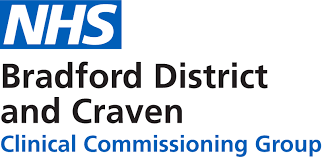 NHS
Bradford District
and Craven
Clinical Commissioning Group